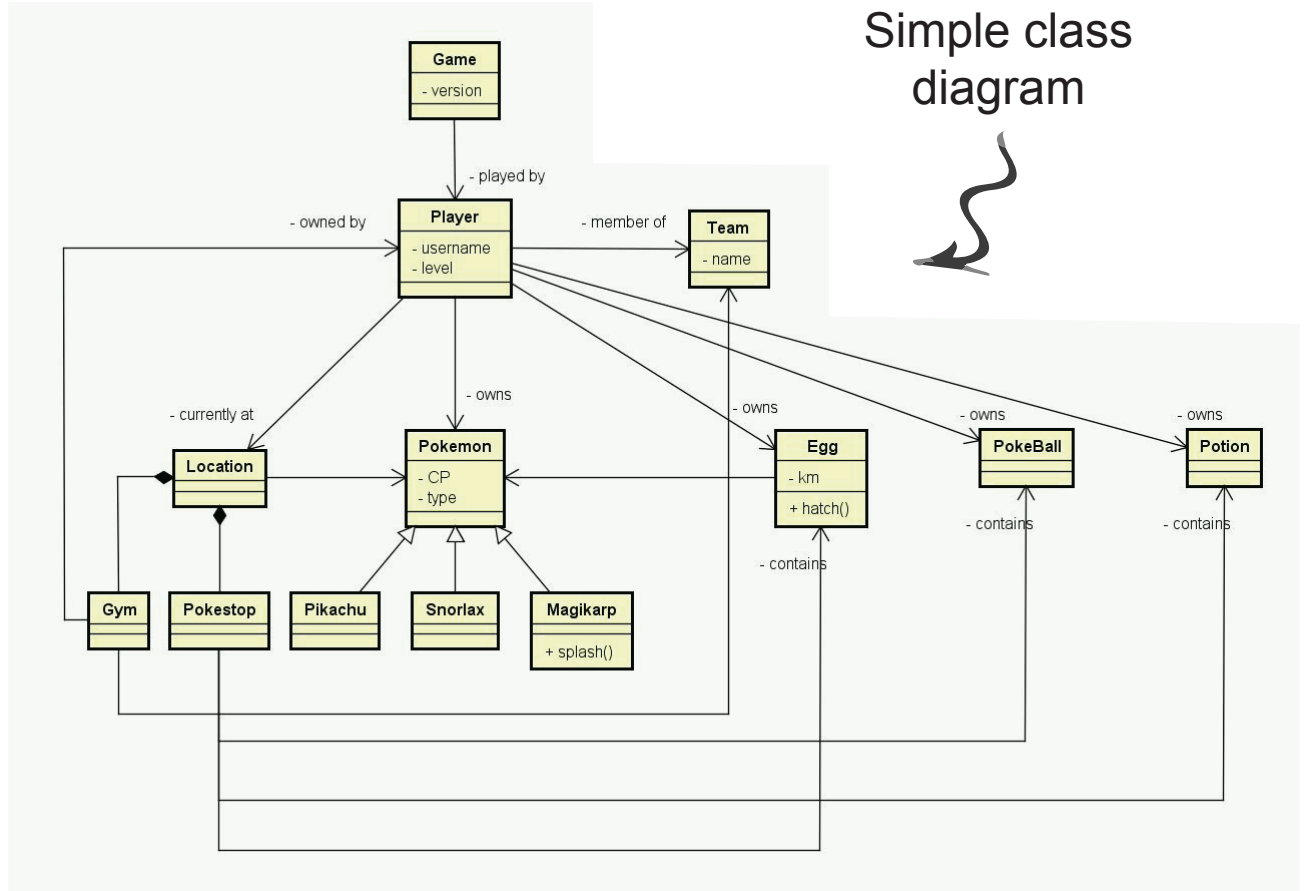 Simple class
diagram
Game
- version
- played by
- owned by
Player
- username
- level
- member of
Team
- name
- currently at
- owns
- owns
- owns
- owns
Location
Pokemon
- CP
- type
Egg
- km
+ hatch()
PokeBall
Potion
- contains
- contains
- contains
Gym
Pokestop
Pikachu
Snorlax
Magikarp
+ splash()